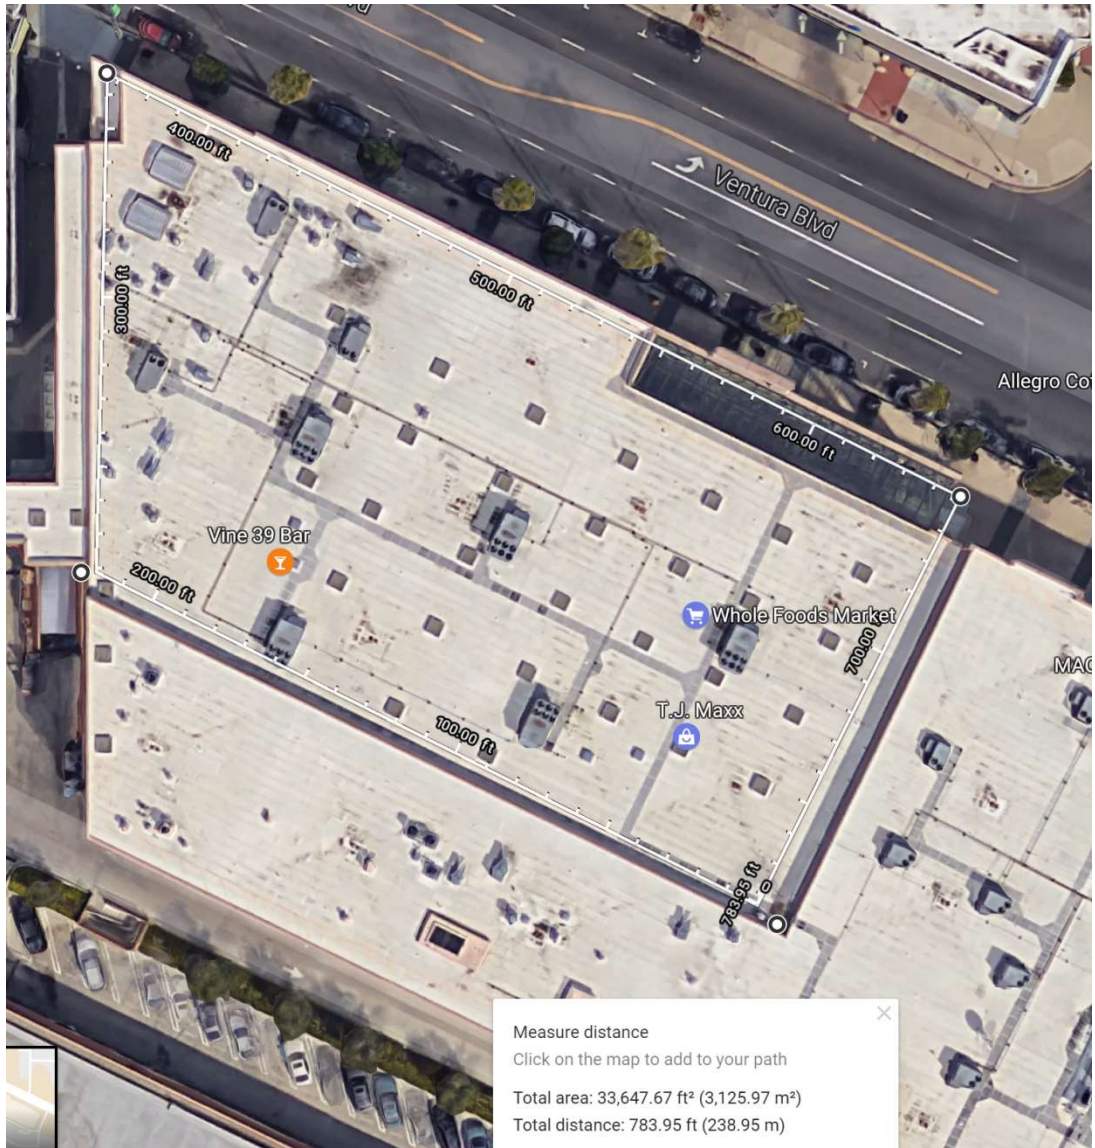 400.00 ft
Ventura Blvd
300.00 ft
500.00 ft
Allegro Co
600.00 ft
Vine 39 Bar
200.00 ft
Whole Foods Market
700.00 f
MAC
T.J. Maxx
100.00 ft
783.95 ft
0
Measure distance
Click on the map to add to your path
Total area: 33,647.67 ft² (3,125.97 m²)
Total distance: 783.95 ft (238.95 m)